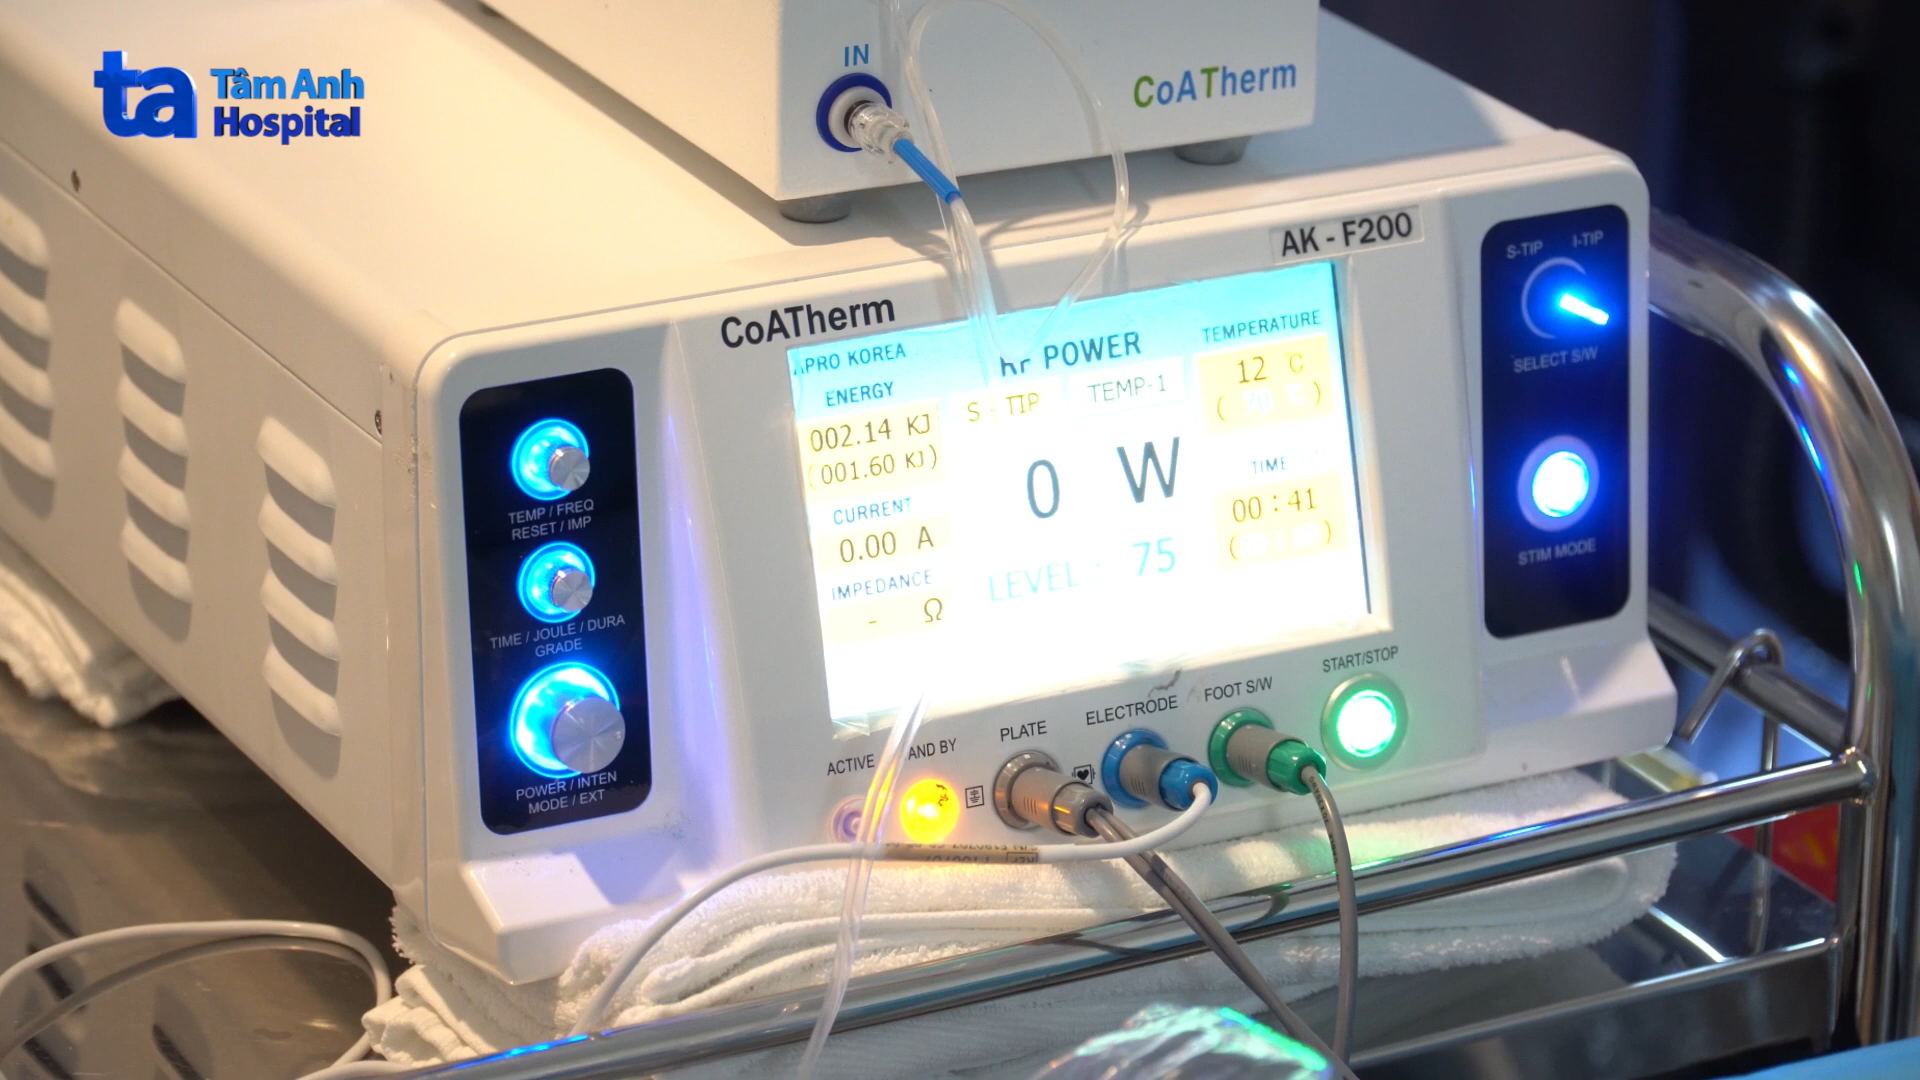 ta Tâm Anh
Hospital
IN
CoATherm
AK - F200
CoATherm
S-TIP I-TIP
SELECT S/W
STIM MODE
PRO KOREA
RF POWER
TEMPERATURE
ENERGY
S - TIP TEMP-1
12 ℃
002.14 KJ
(001.60 KJ)
0 W
TIME
CURRENT
00:41
0.00 A
LEVEL : 75
IMPEDANCE
- Ω
TEMP / FREQ
RESET / IMP
TIME / JOULE / DURA
GRADE
POWER / INTEN
MODE / EXT
ACTIVE
AND BY
PLATE
ELECTRODE
FOOT S/W
START/STOP